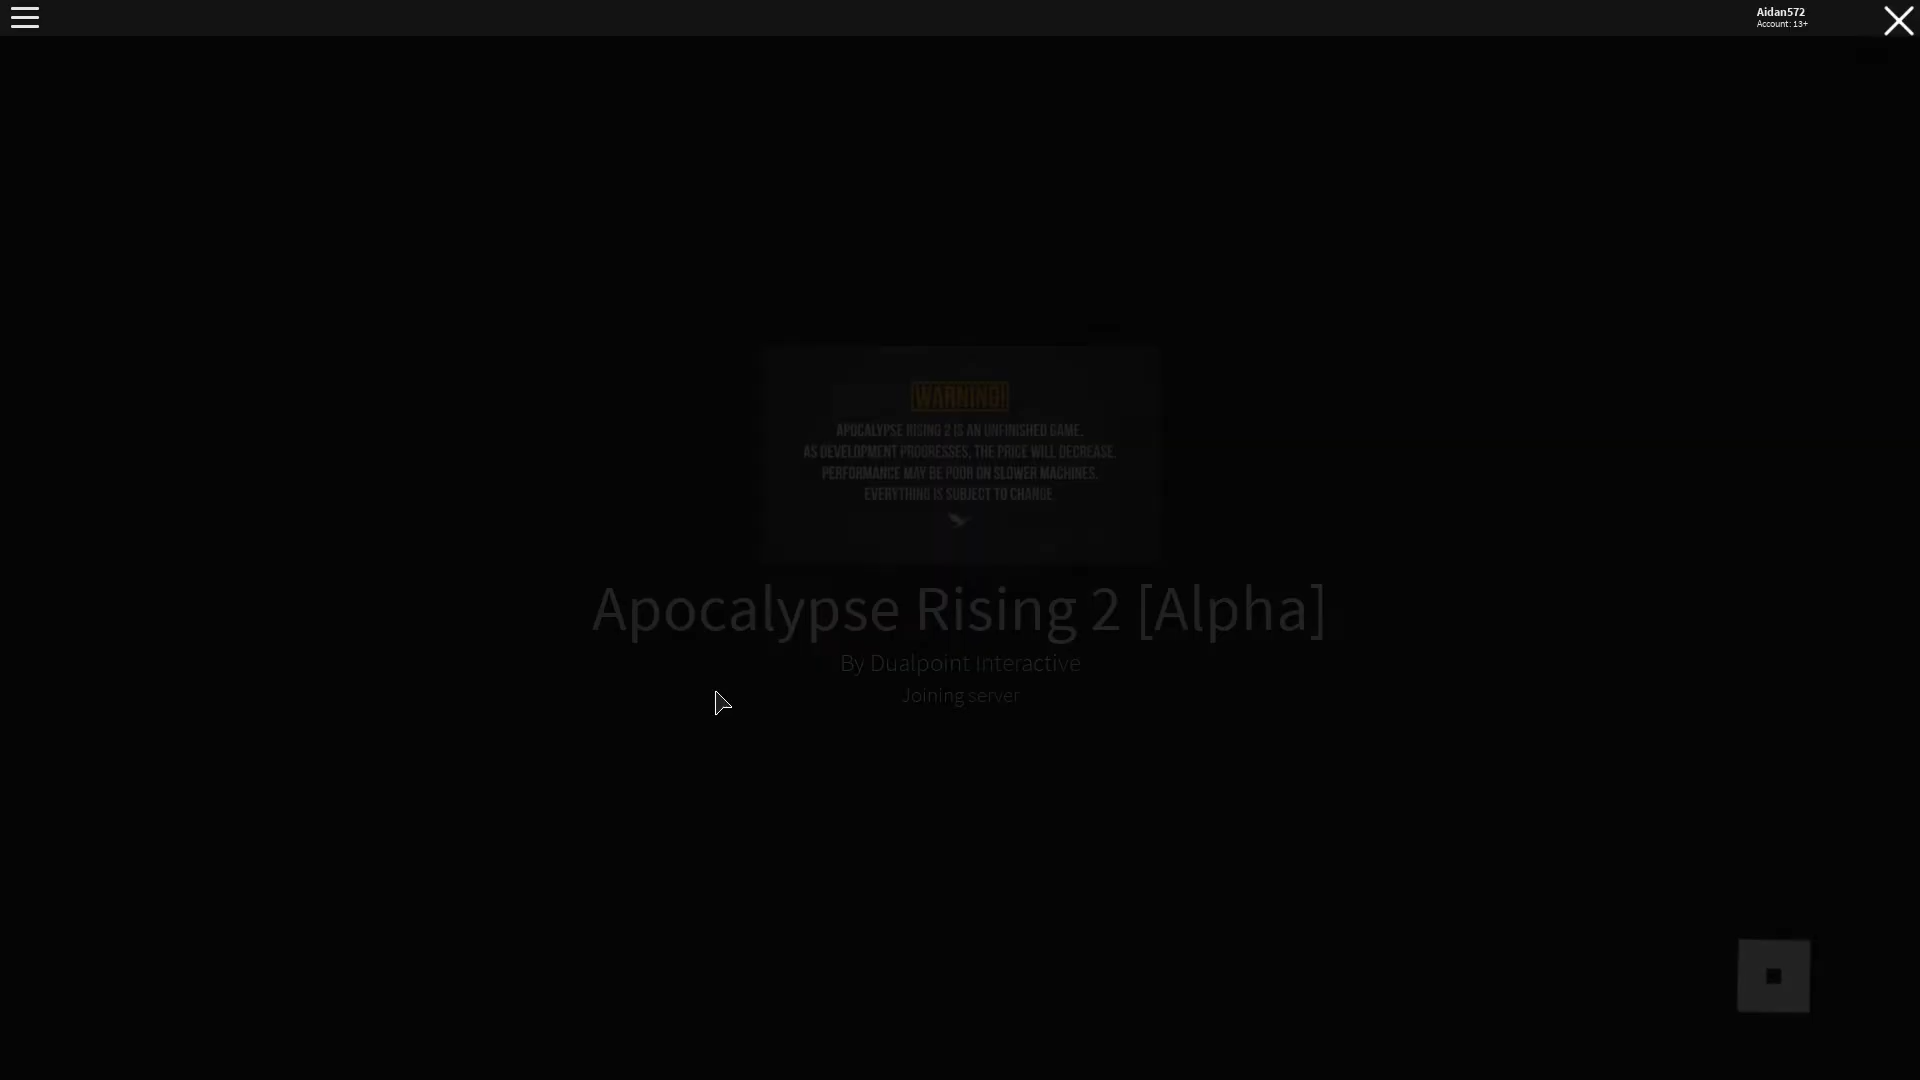 Aidan572
Account: 13+
WARNING!
APOCALYPSE RISING 2 IS AN UNFINISHED GAME.
AS DEVELOPMENT PROGRESSES, THE PRICE WILL DECREASE.
PERFORMANCE MAY BE POOR ON SLOWER MACHINES.
EVERYTHING IS SUBJECT TO CHANGE.
Apocalypse Rising 2 [Alpha]
By Dualpoint Interactive
Joining server